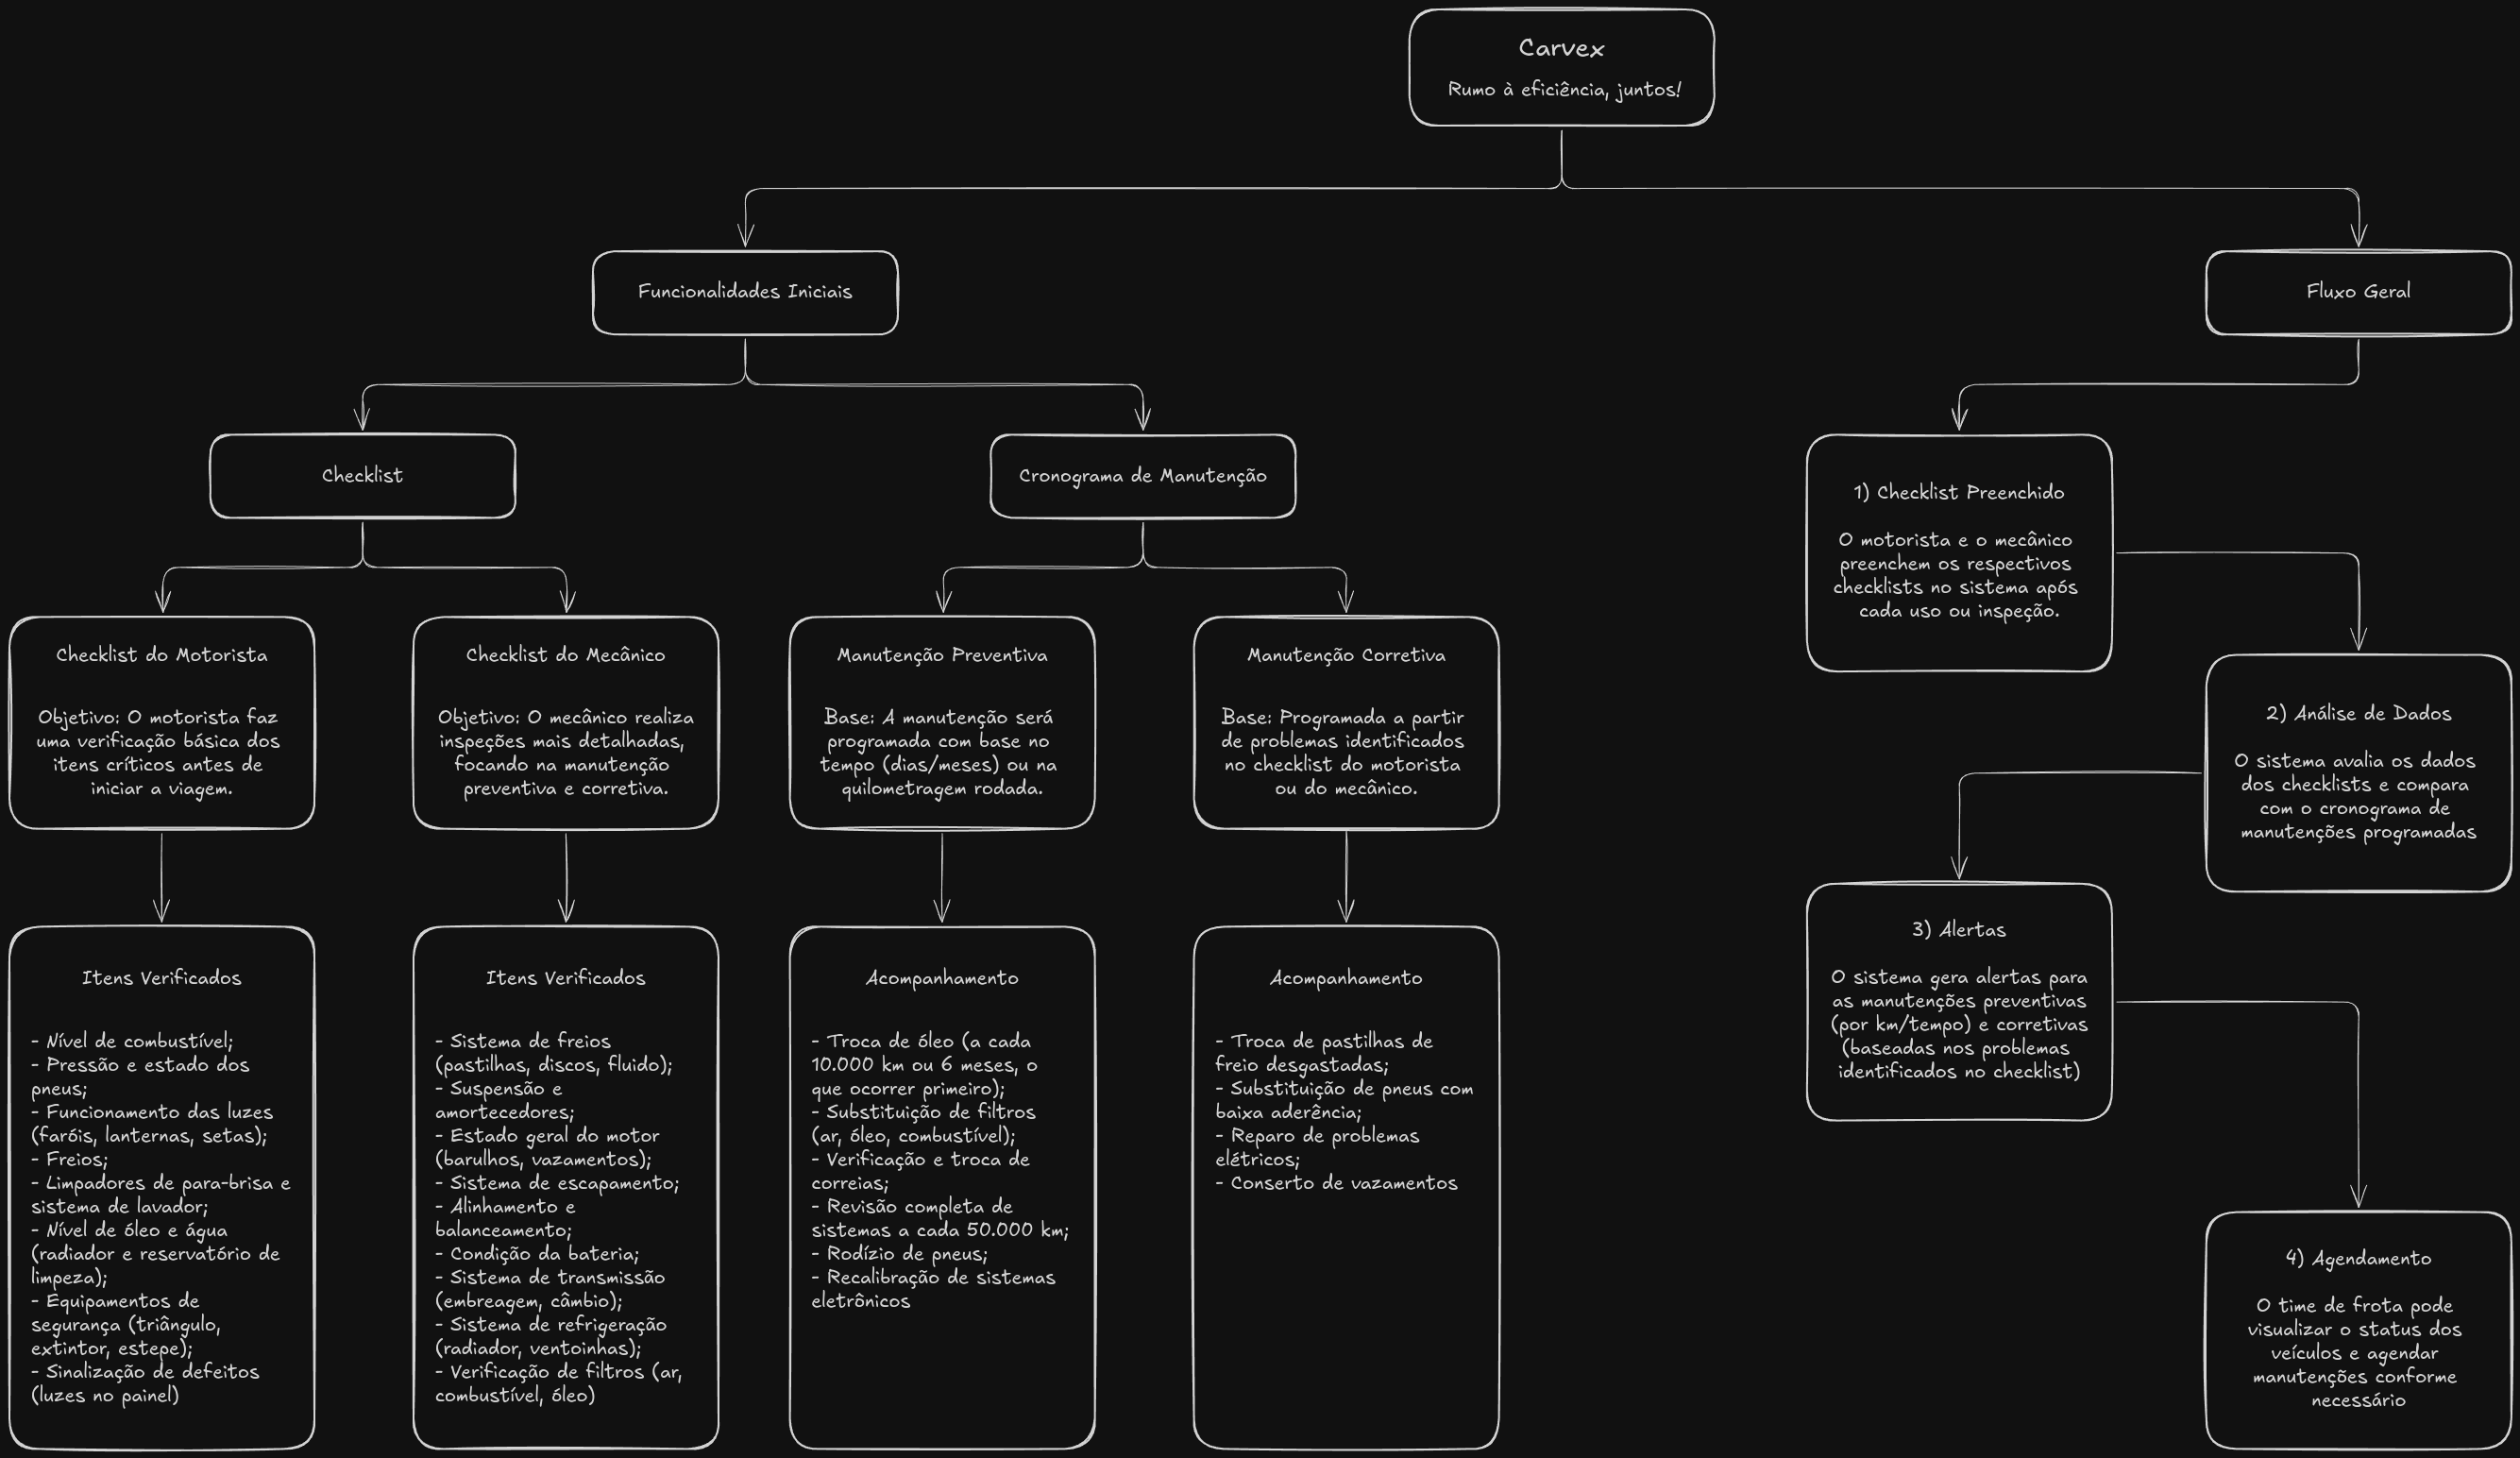 Carvex
Rumo à eficiência, juntos!
Funcionalidades Iniciais
Fluxo Geral
Checklist
Cronograma de Manutenção
Checklist do Motorista
Objetivo: O motorista faz
uma verificação básica dos
itens críticos antes de
iniciar a viagem.
Checklist do Mecânico
Objetivo: O mecânico realiza
inspeções mais detalhadas,
focando na manutenção
preventiva e corretiva.
Manutenção Preventiva
Base: A manutenção será
programada com base no
tempo (dias/meses) ou na
quilometragem rodada.
Manutenção Corretiva
Base: Programada a partir
de problemas identificados
no checklist do motorista
ou do mecânico.
Itens Verificados
- Nível de combustível;
- Pressão e estado dos
pneus;
- Funcionamento das luzes
(faróis, lanternas, setas);
- Freios;
- Limpadores de para-brisa e
sistema de lavador;
- Nível de óleo e água
(radiador e reservatório de
limpeza);
- Equipamentos de
segurança (triângulo,
extintor, estepe);
- Sinalização de defeitos
(luzes no painel)
Itens Verificados
- Sistema de freios
(pastilhas, discos, fluido);
- Suspensão e
amortecedores;
- Estado geral do motor
(barulhos, vazamentos);
- Sistema de escapamento;
- Alinhamento e
balanceamento;
- Condição da bateria;
- Sistema de transmissão
(embreagem, câmbio);
- Sistema de refrigeração
(radiador, ventoinhas);
- Verificação de filtros (ar,
combustível, óleo)
Acompanhamento
- Troca de óleo (a cada
10.000 km ou 6 meses, o
que ocorrer primeiro);
- Substituição de filtros
(ar, óleo, combustível);
- Verificação e troca de
correias;
- Revisão completa de
sistemas a cada 50.000 km;
- Rodízio de pneus;
- Recalibração de sistemas
eletrônicos
Acompanhamento
- Troca de pastilhas de
freio desgastadas;
- Substituição de pneus com
baixa aderência;
- Reparo de problemas
elétricos;
- Conserto de vazamentos
1) Checklist Preenchido
O motorista e o mecânico
preenchem os respectivos
checklists no sistema após
cada uso ou inspeção.
2) Análise de Dados
O sistema avalia os dados
dos checklists e compara
com o cronograma de
manutenções programadas
3) Alertas
O sistema gera alertas para
as manutenções preventivas
(por km/tempo) e corretivas
(baseadas nos problemas
identificados no checklist)
4) Agendamento
O time de frota pode
visualizar o status dos
veículos e agendar
manutenções conforme
necessário